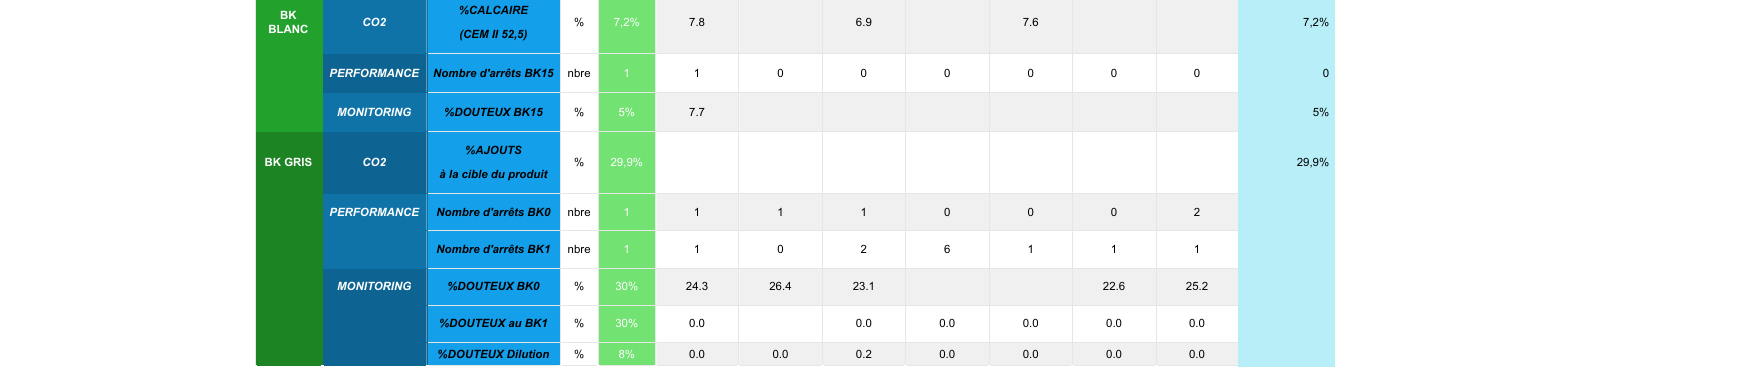 BK BLANC CO2 %CALCAIRE (CEM II 52,5) % 7,2% 7.8 6.9 7.6 7,2%
PERFORMANCE Nombre d'arrêts BK15 nbre 1 1 0 0 0 0 0 0 0
MONITORING %DOUTEUX BK15 % 5% 7.7 5%
BK GRIS CO2 %AJOUTS à la cible du produit % 29,9% 29,9%
PERFORMANCE Nombre d'arrêts BK0 nbre 1 1 1 1 0 0 0 2
Nombre d'arrêts BK1 nbre 1 1 0 2 6 1 1 1
MONITORING %DOUTEUX BK0 % 30% 24.3 26.4 23.1 22.6 25.2
%DOUTEUX au BK1 % 30% 0.0 0.0 0.0 0.0 0.0 0.0
%DOUTEUX Dilution % 8% 0.0 0.0 0.2 0.0 0.0 0.0 0.0